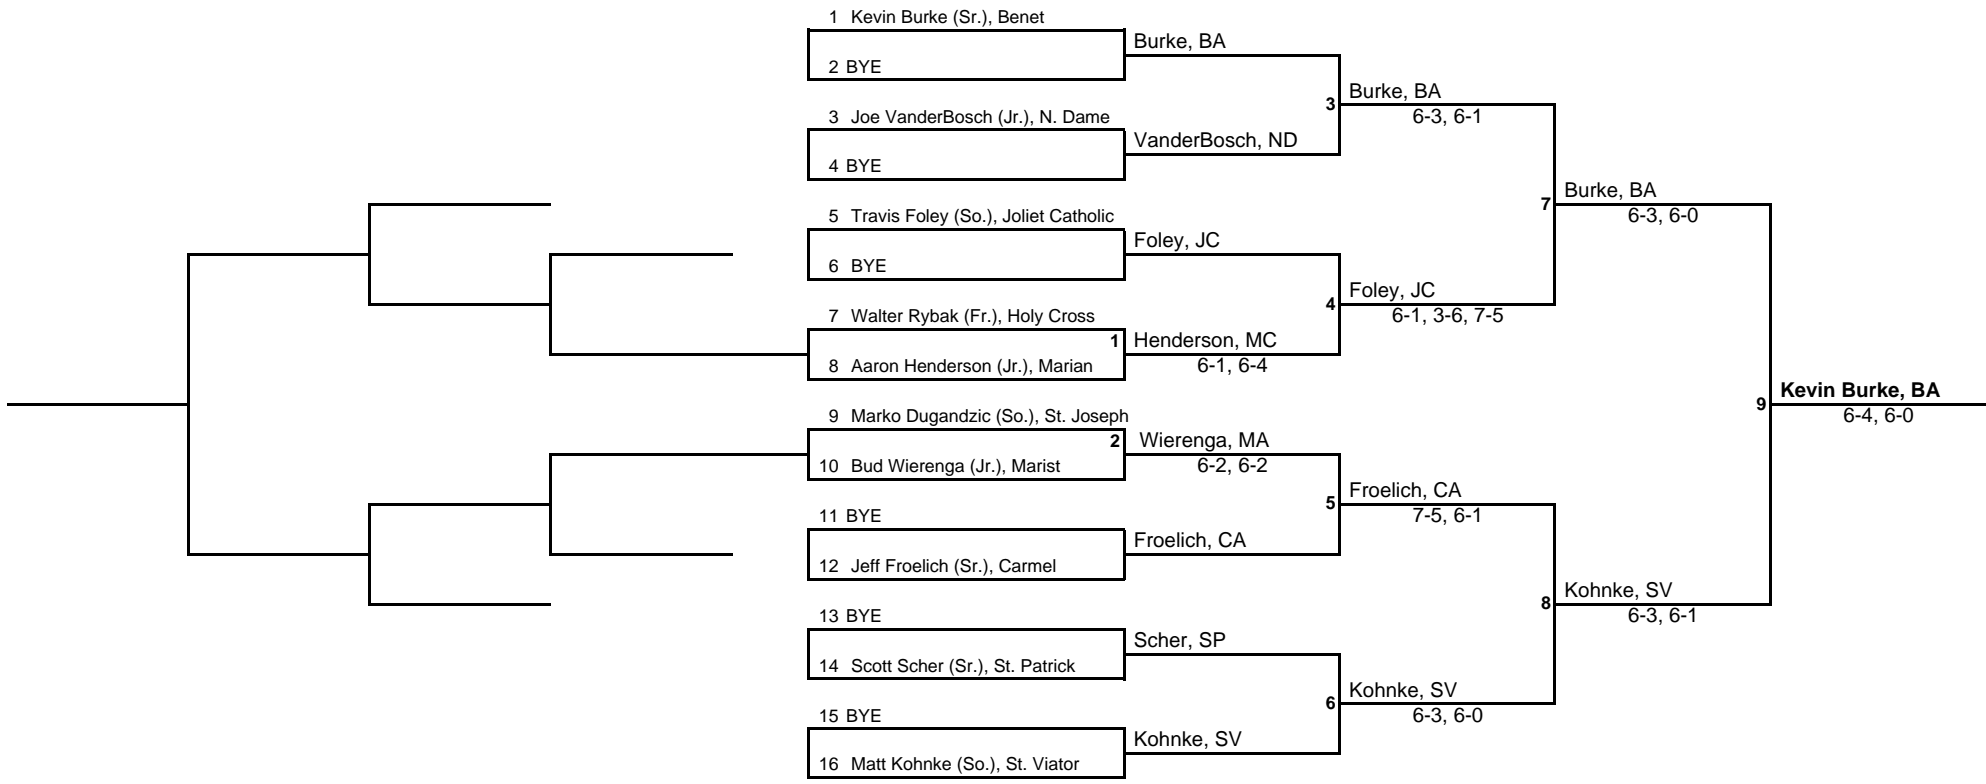 1 Kevin Burke (Sr.), Benet
Burke, BA
2 BYE
3 Burke, BA
6-3, 6-1
3 Joe VanderBosch (Jr.), N. Dame
VanderBosch, ND
4 BYE
7 Burke, BA
6-3, 6-0
5 Travis Foley (So.), Joliet Catholic
Foley, JC
6 BYE
4 Foley, JC
6-1, 3-6, 7-5
7 Walter Rybak (Fr.), Holy Cross
1 Henderson, MC
8 Aaron Henderson (Jr.), Marian
6-1, 6-4
9 Kevin Burke, BA
6-4, 6-0
9 Marko Dugandzic (So.), St. Joseph
2 Wierenga, MA
10 Bud Wierenga (Jr.), Marist
6-2, 6-2
5 Froelich, CA
7-5, 6-1
11 BYE
Froelich, CA
12 Jeff Froelich (Sr.), Carmel
8 Kohnke, SV
6-3, 6-1
13 BYE
Scher, SP
14 Scott Scher (Sr.), St. Patrick
6 Kohnke, SV
6-3, 6-0
15 BYE
Kohnke, SV
16 Matt Kohnke (So.), St. Viator